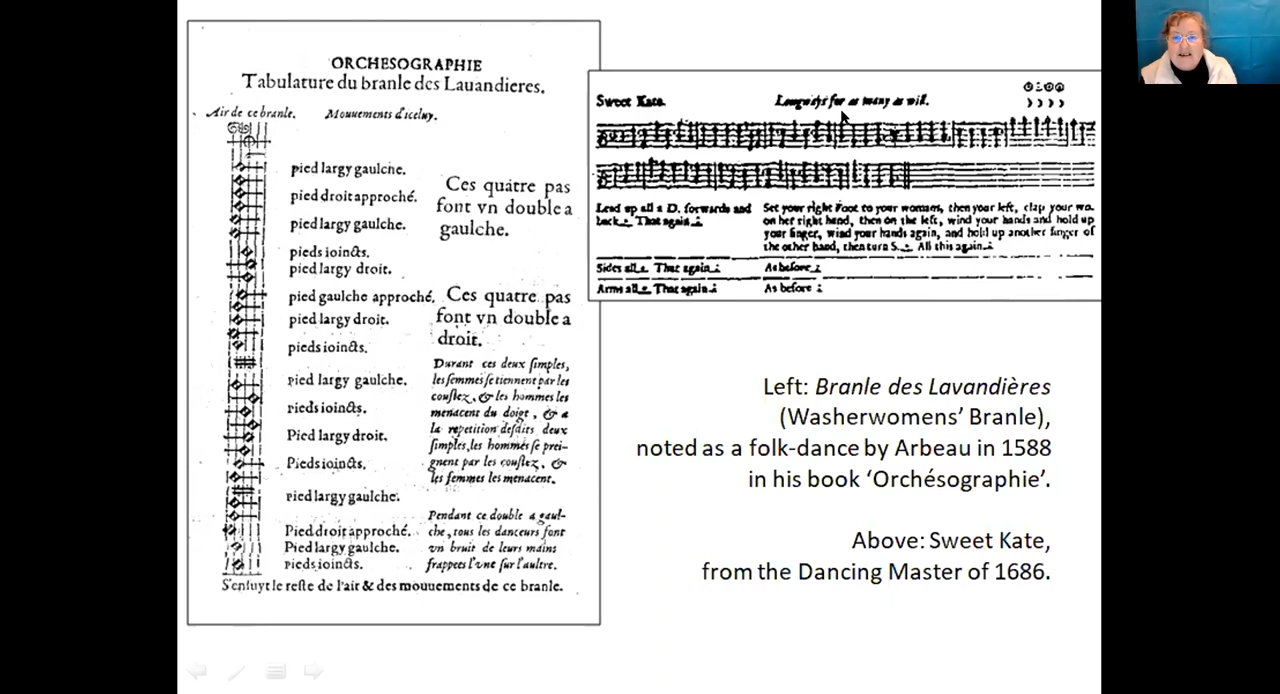 ORCHESOGRAPHIE
Tabulature du branle des Lauandieres.
Air de ce branle. Mouuements d'iceluy.
pied largy gaulche.
pied droit approché.
pied largy gaulche.
pieds ioincts.
Ces quatre pas
font vn double a
gaulche.
pied largy droit.
pied gaulche approché.
pied largy droit.
pieds ioincts.
Ces quatre pas
font vn double a
droit.
pied largy gaulche.
pieds ioincts.
Pied largy droit.
Pieds ioincts.
Durant ces deux ſimples,
les femmes ſe tiennent par les
couſtez, & les hommes les
menacent du doigt, & a
la repetition deſdits deux
ſimples, les hommes ſe prei-
gnent par les couſtez, &
les femmes les menacent.
pied largy gaulche.
Pied droit approché.
Pied largy gaulche.
pieds ioincts.
Pendant ce double a gaul-
che, tous les danceurs font
vn bruit de leurs mains
frappees l'vne ſur l'aultre.
S'enſuyt le reſte de l'air & des mouuements de ce branle.
Sweet Kate. Longways for as many as will.
Lead up all a D. forwards and
back. That again.
Set your right Foot to your womans, then your left, clap your wo.
on her right hand, then on the left, wind your hands and hold up
your finger, wind your hands again, and hold up another finger of
the other hand, then turn S. All this again.
Sides all. That again. As before.
Arms all. That again. As before.
Left: Branle des Lavandières
(Washerwomens' Branle),
noted as a folk-dance by Arbeau in 1588
in his book 'Orchésographie'.
Above: Sweet Kate,
from the Dancing Master of 1686.